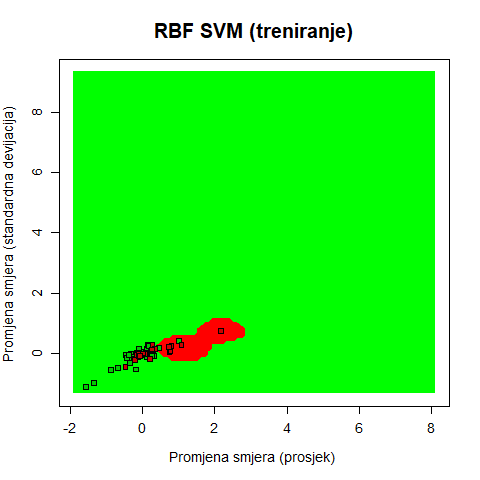 RBF SVM (treniranje)
Promjena smjera (standardna devijacija)
8
6
4
2
0
-2 0 2 4 6 8
Promjena smjera (prosjek)